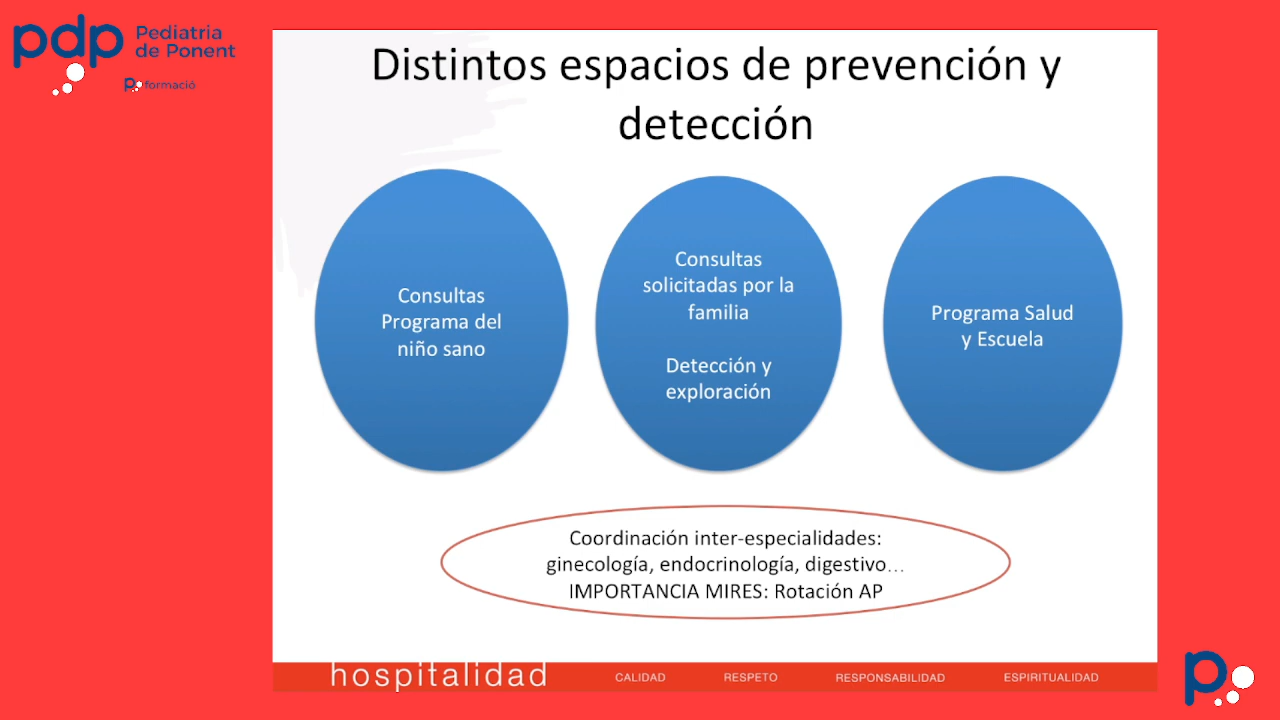 pdp Pediatria
de Ponent
p. formació
Distintos espacios de prevención y
detección
Consultas
Programa del
niño sano
Consultas
solicitadas por la
familia
Detección y
exploración
Programa Salud
y Escuela
Coordinación inter-especialidades:
ginecología, endocrinología, digestivo...
IMPORTANCIA MIRES: Rotación AP
hospitalidad CALIDAD RESPETO RESPONSABILIDAD ESPIRITUALIDAD
p